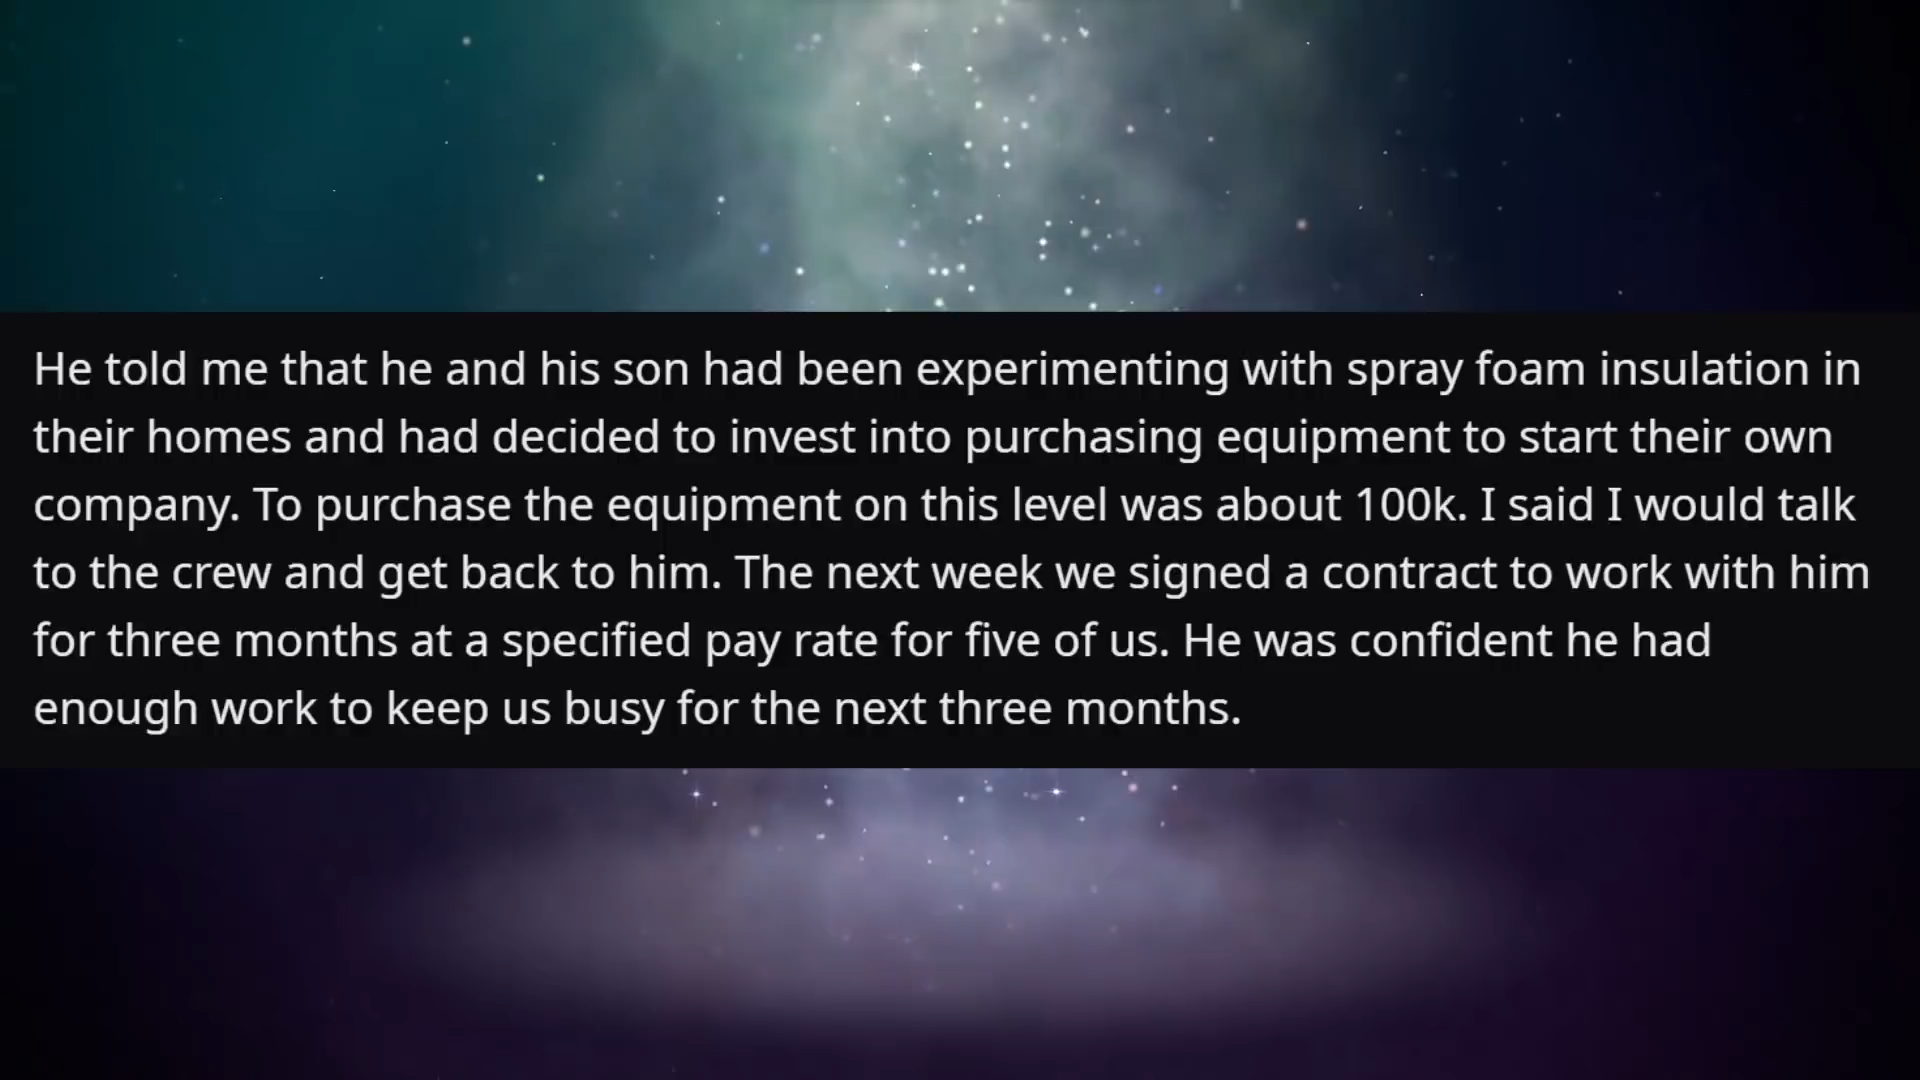 He told me that he and his son had been experimenting with spray foam insulation in
their homes and had decided to invest into purchasing equipment to start their own
company. To purchase the equipment on this level was about 100k. I said I would talk
to the crew and get back to him. The next week we signed a contract to work with him
for three months at a specified pay rate for five of us. He was confident he had
enough work to keep us busy for the next three months.